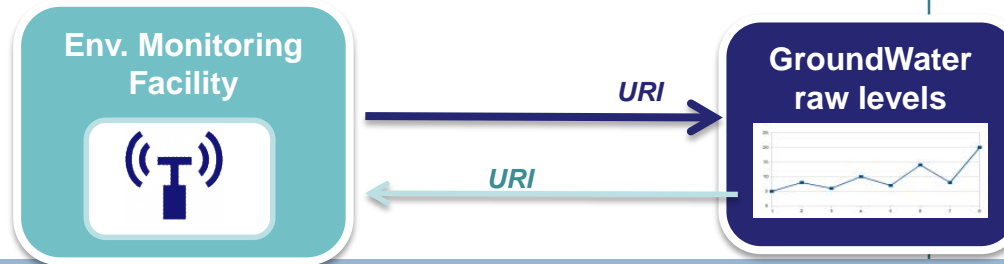 Env. Monitoring
Facility
URI
URI
GroundWater
raw levels